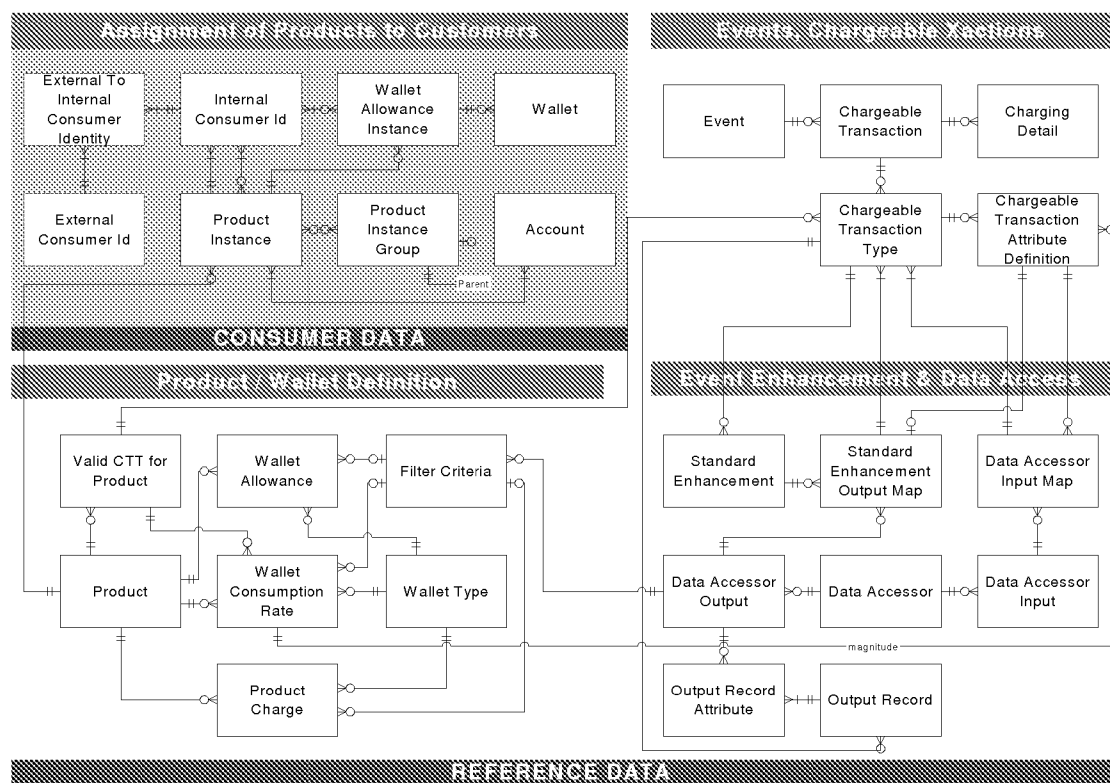 Assignment of Products to Customers
Events, Chargeable Xactions
External To
Internal
Consumer
Identity
Internal
Consumer Id
Wallet
Allowance
Instance
Wallet
Event
Chargeable
Transaction
Charging
Detail
External
Consumer Id
Product
Instance
Product
Instance
Group
Account
Chargeable
Transaction
Type
Chargeable
Transaction
Attribute
Definition
Parent
CONSUMER DATA
Product / Wallet Definition
Event Enhancement & Data Access
Valid CTT for
Product
Wallet
Allowance
Filter Criteria
Standard
Enhancement
Standard
Enhancement
Output Map
Data Accessor
Input Map
Product
Wallet
Consumption
Rate
Wallet Type
Data Accessor
Output
Data Accessor
Data Accessor
Input
magnitude
Product
Charge
Output Record
Attribute
Output Record
REFERENCE DATA